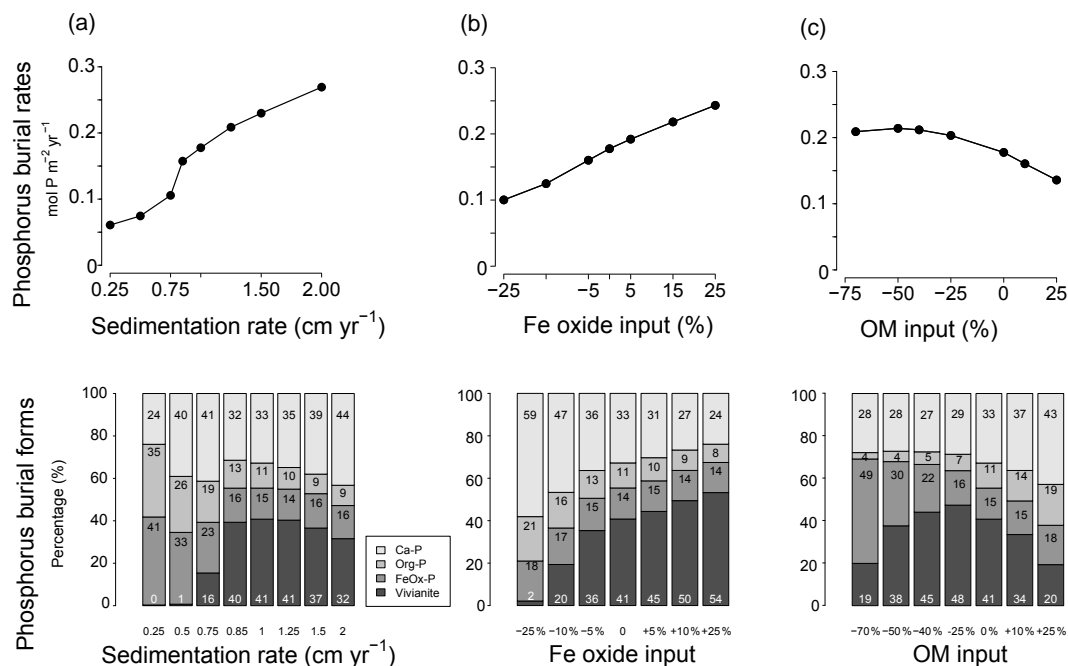 (a)
(b)
(c)
Phosphorus burial rates
mol P m⁻² yr⁻¹
0.3
0.2
0.1
0
0.25
0.75
1.50
2.00
Sedimentation rate (cm yr⁻¹)
0.3
0.2
0.1
0
−25
−5
5
15
25
Fe oxide input (%)
0.3
0.2
0.1
0
−75
−50
−25
0
25
OM input (%)
Phosphorus burial forms
Percentage (%)
100
80
60
40
20
0
24 40 41 32 33 35 39 44
35 26 19 13 11 10 9 9
41 33 23 16 15 14 16 16
0 1 16 40 41 41 37 32
0.25 0.5 0.75 0.85 1 1.25 1.5 2
Sedimentation rate (cm yr⁻¹)
Ca-P
Org-P
FeOx-P
Vivianite
100
80
60
40
20
0
59 47 36 33 31 27 24
21 16 13 11 10 9 8
18 17 15 14 15 14 14
2 20 36 41 45 50 54
−25% −10% −5% 0 +5% +10% +25%
Fe oxide input
100
80
60
40
20
0
28 28 27 29 33 37 43
4 4 5 7 11 14 19
49 30 22 16 15 15 18
19 38 45 48 41 34 20
−70% −50% −40% -25% 0% +10% +25%
OM input